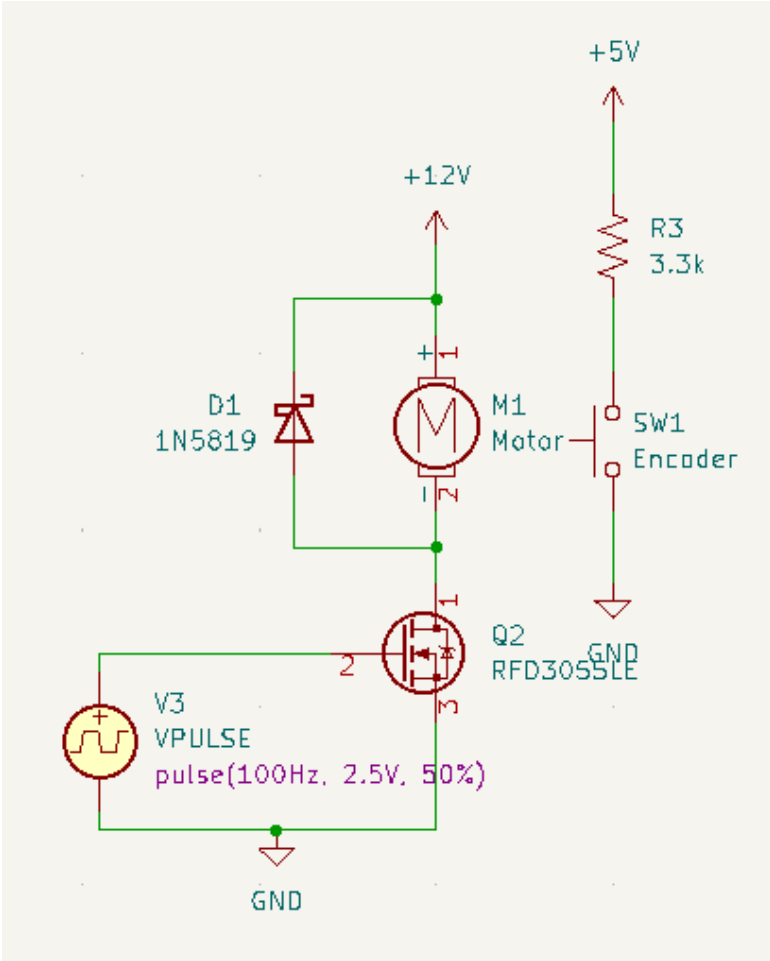 +5V
+12V
R3
3.3k
+ 1
D1
1N5819
M
M1
Motor
SW1
Encoder
- 2
1
2
Q2
RFD3055LE
GND
3
V3
VPULSE
pulse(100Hz, 2.5V, 50%)
+
GND